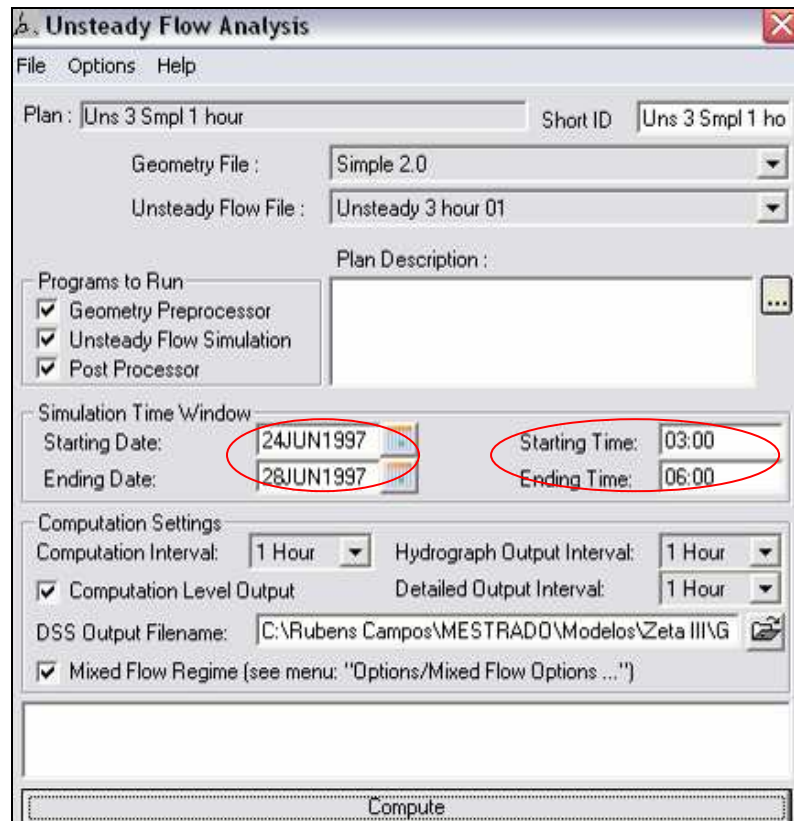 Unsteady Flow Analysis
File Options Help
Plan : Uns 3 Smpl 1 hour Short ID Uns 3 Smpl 1 ho
Geometry File : Simple 2.0
Unsteady Flow File : Unsteady 3 hour 01
Plan Description :
Programs to Run
Geometry Preprocessor
Unsteady Flow Simulation
Post Processor
...
Simulation Time Window
Starting Date: 24JUN1997 Starting Time: 03:00
Ending Date: 28JUN1997 Ending Time: 06:00
Computation Settings
Computation Interval: 1 Hour Hydrograph Output Interval: 1 Hour
Computation Level Output Detailed Output Interval: 1 Hour
DSS Output Filename: C:\Rubens Campos\MESTRADO\Modelos\Zeta III\G
Mixed Flow Regime (see menu: "Options/Mixed Flow Options ...")
Compute